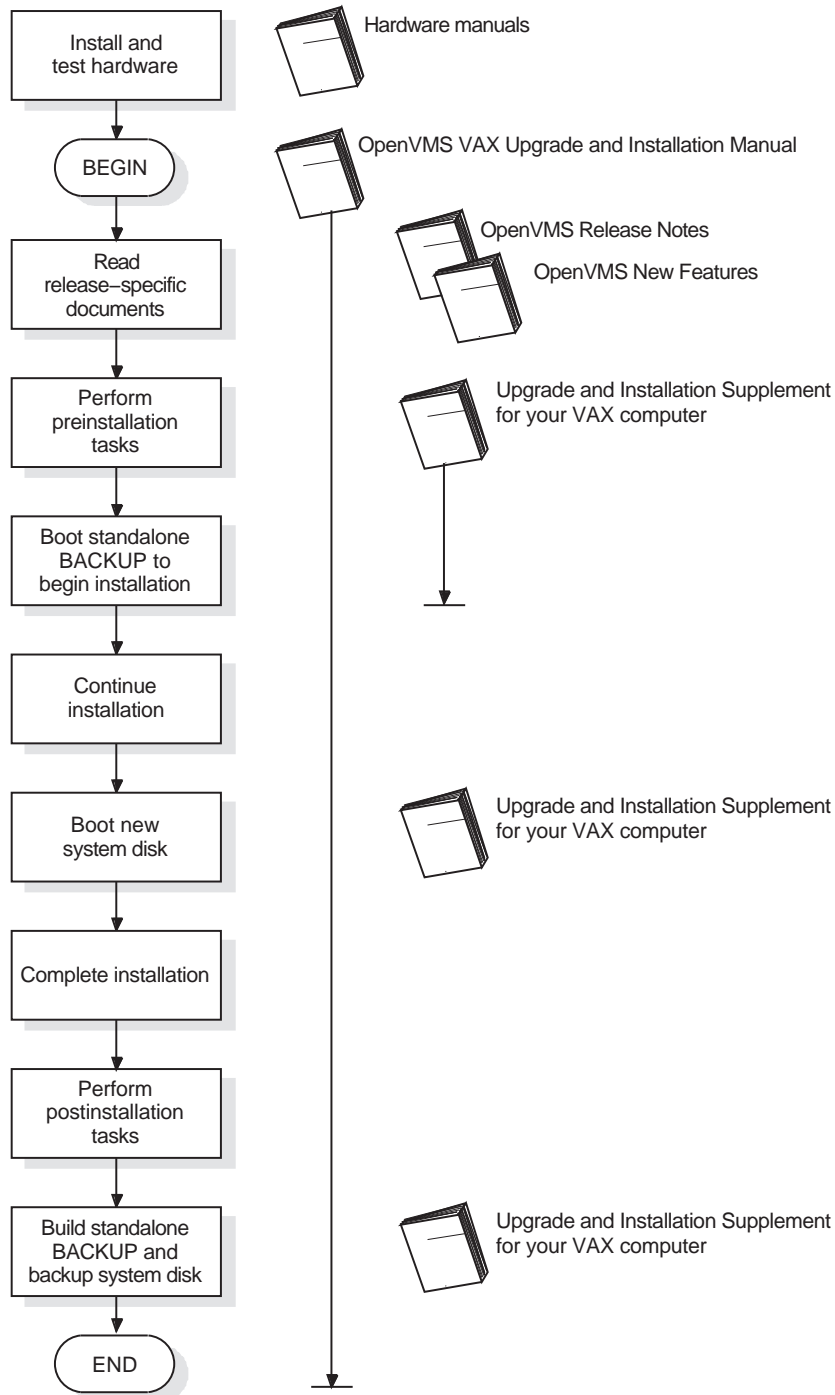 Install and
test hardware
Hardware manuals
BEGIN
OpenVMS VAX Upgrade and Installation Manual
Read
release–specific
documents
OpenVMS Release Notes
OpenVMS New Features
Perform
preinstallation
tasks
Upgrade and Installation Supplement
for your VAX computer
Boot standalone
BACKUP to
begin installation
Continue
installation
Boot new
system disk
Upgrade and Installation Supplement
for your VAX computer
Complete installation
Perform
postinstallation
tasks
Build standalone
BACKUP and
backup system disk
Upgrade and Installation Supplement
for your VAX computer
END